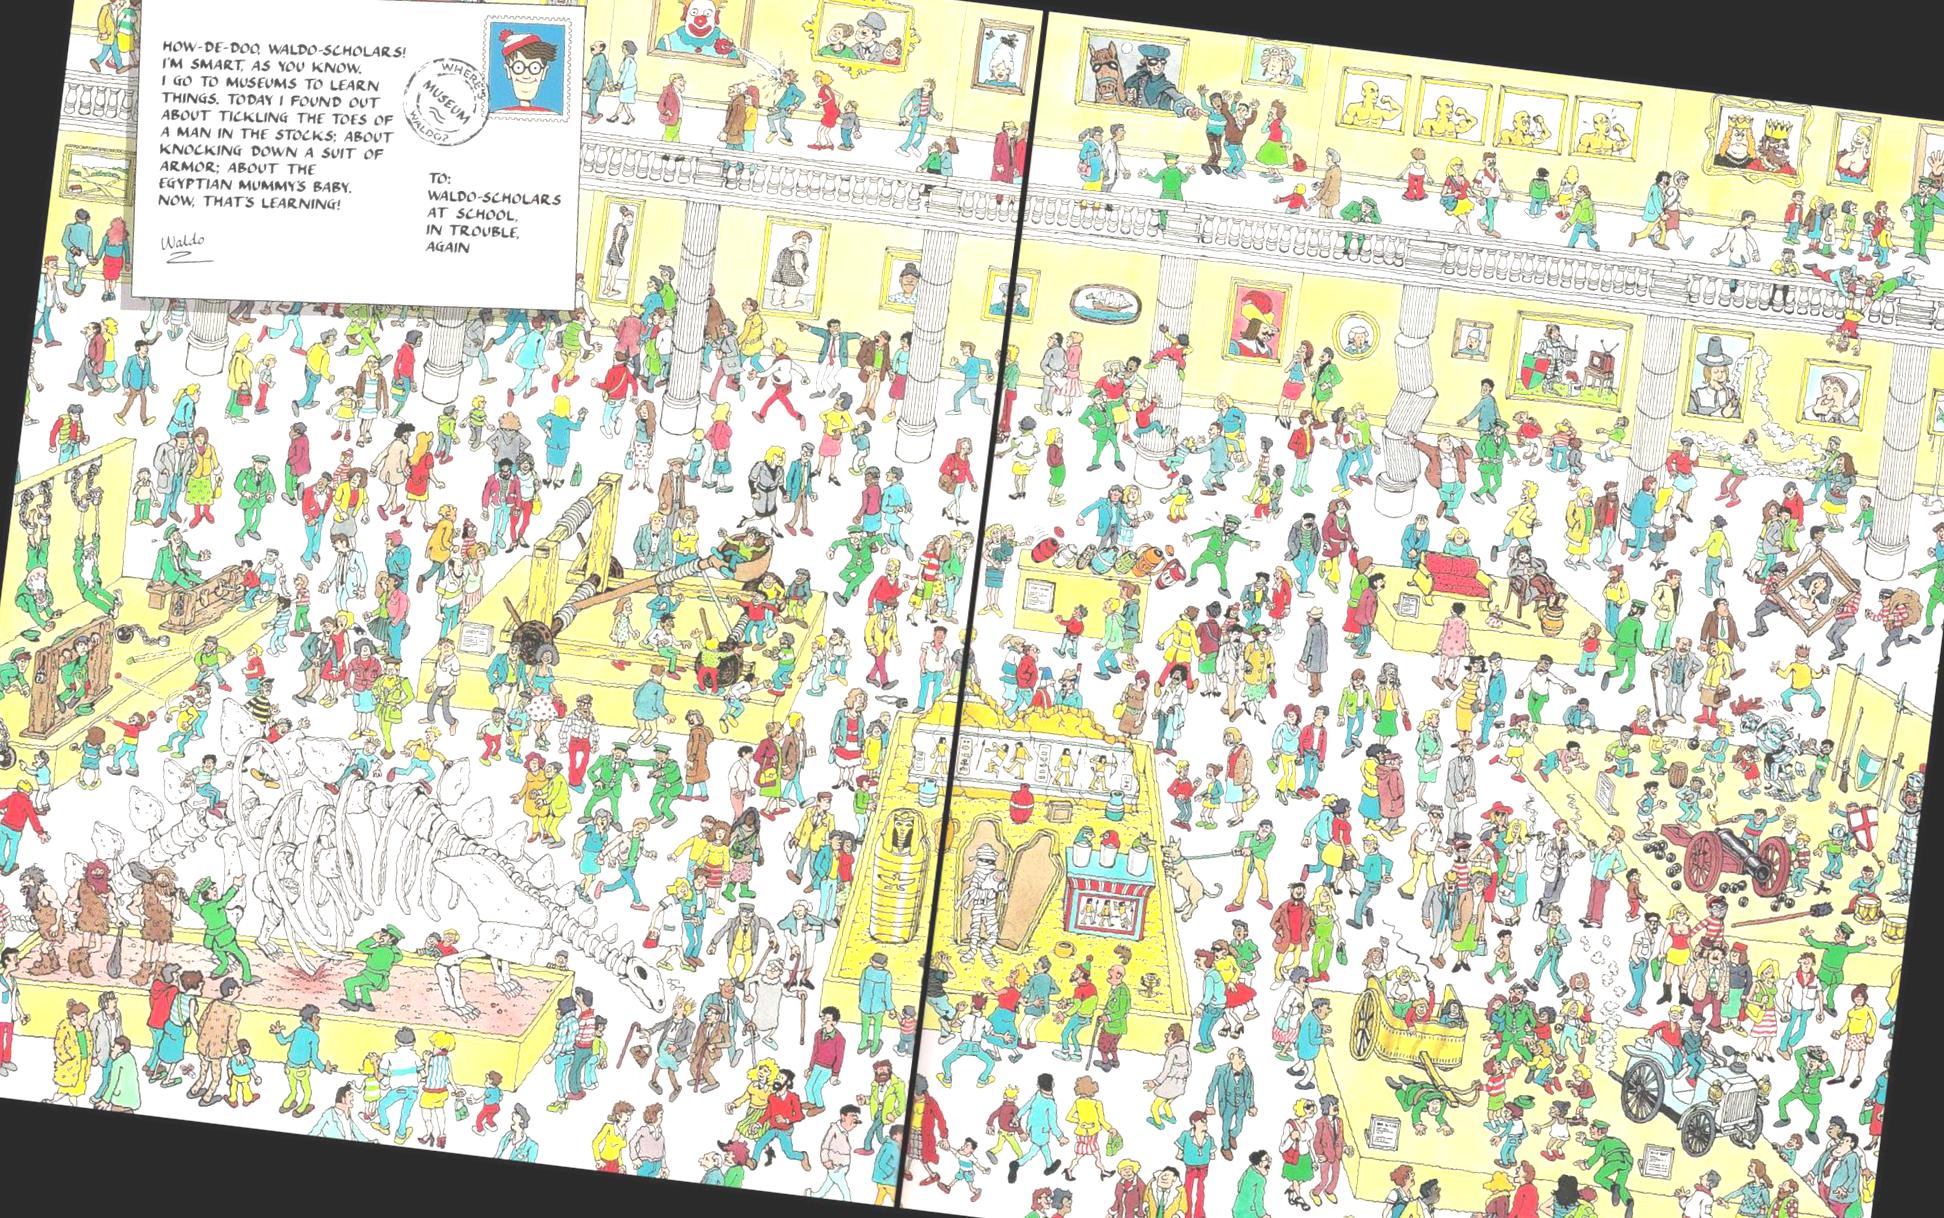 HOW-DE-DOO, WALDO-SCHOLARS!
I'M SMART, AS YOU KNOW.
I GO TO MUSEUMS TO LEARN
THINGS. TODAY I FOUND OUT
ABOUT TICKLING THE TOES OF
A MAN IN THE STOCKS; ABOUT
KNOCKING DOWN A SUIT OF
ARMOR; ABOUT THE
EGYPTIAN MUMMY'S BABY.
NOW, THAT'S LEARNING!
Waldo
WHERE'S
MUSEUM
WALDO?
TO:
WALDO-SCHOLARS
AT SCHOOL,
IN TROUBLE,
AGAIN